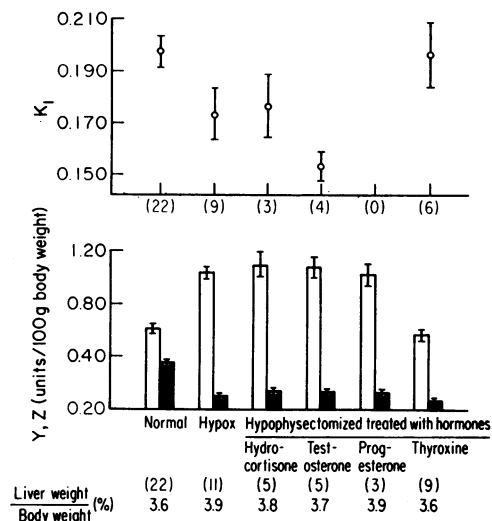 0.210
0.190
0.170
0.150
K1
(22) (9) (3) (4) (0) (6)
1.20
0.80
0.40
0.20
Y, Z (units/100g body weight)
Normal Hypox Hypophysectomized treated with hormones
Hydro- Test- Prog- Thyroxine
cortisone osterone esterone
(22) (11) (5) (5) (3) (9)
Liver weight
Body weight (%) 3.6 3.9 3.8 3.7 3.9 3.6